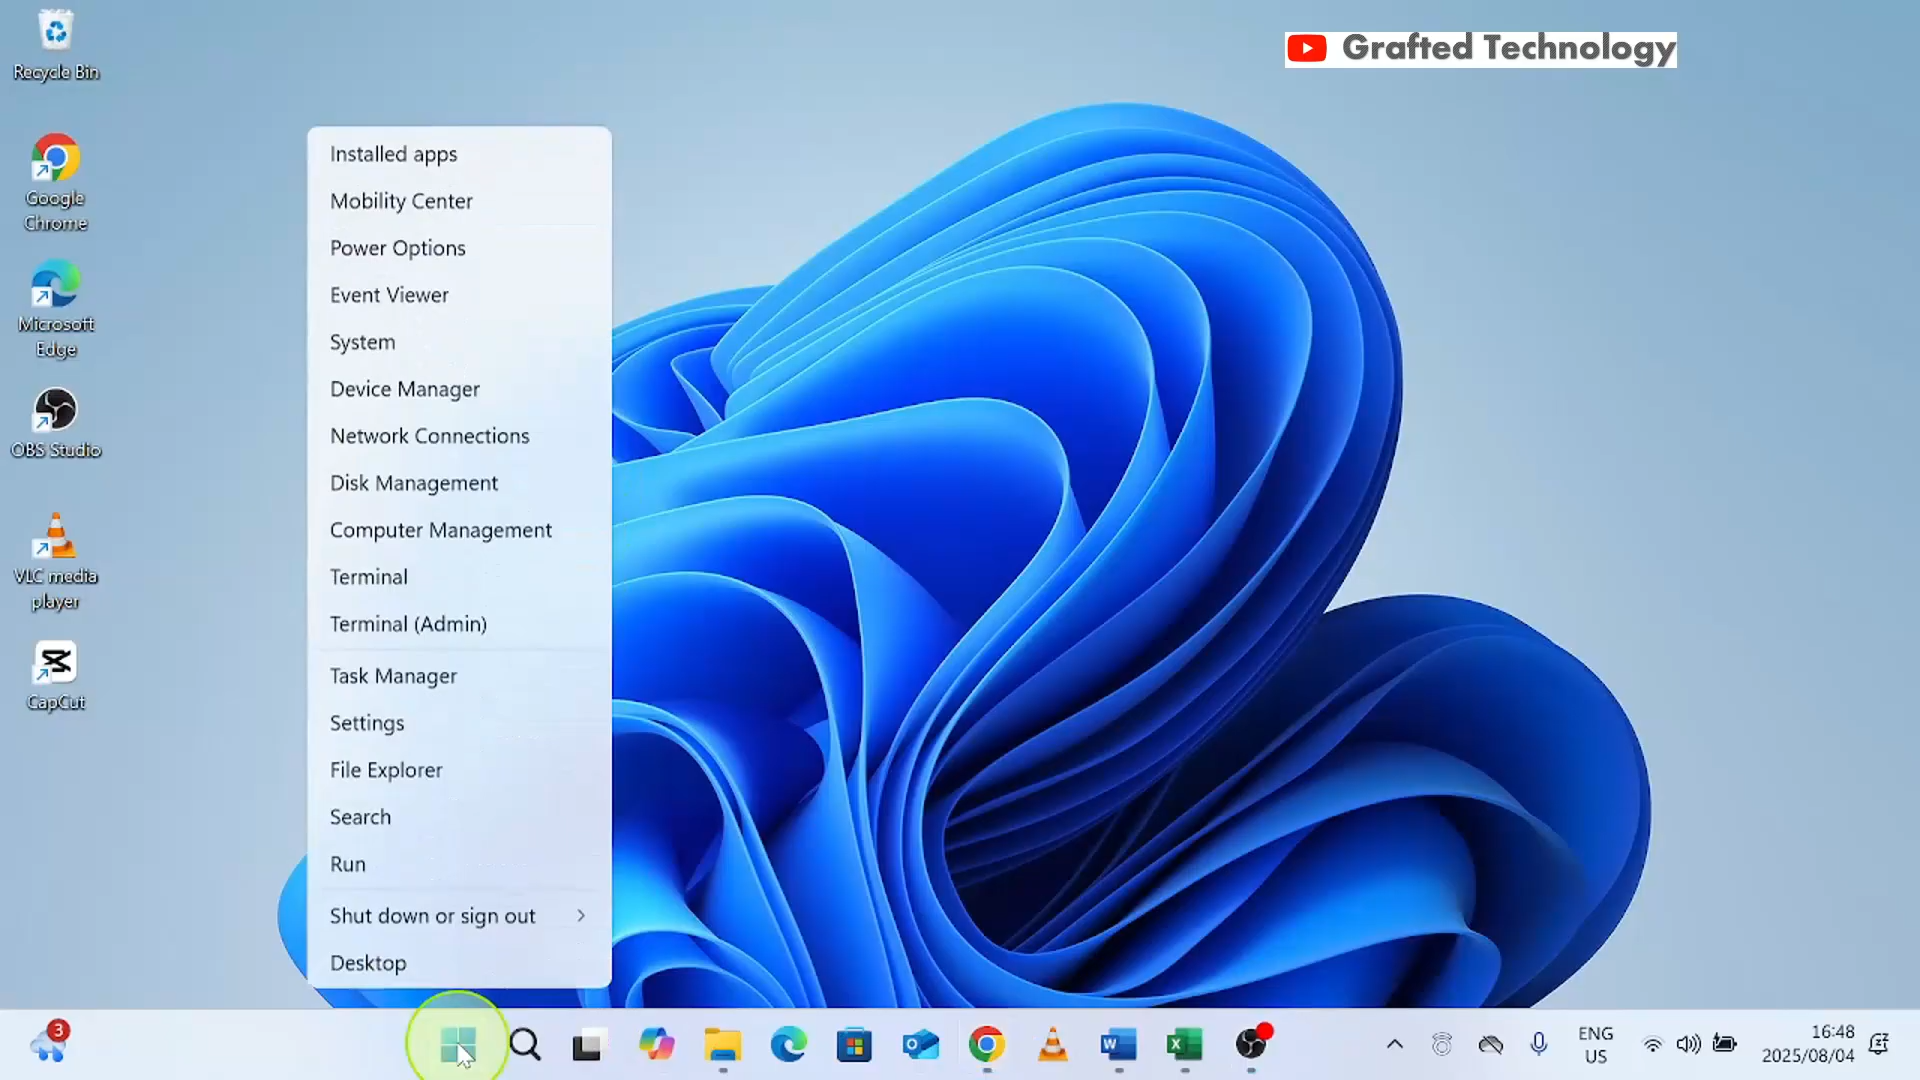 Grafted Technology
Recycle Bin
Google
Chrome
Microsoft
Edge
OBS Studio
VLC media
player
CapCut
Installed apps
Mobility Center
Power Options
Event Viewer
System
Device Manager
Network Connections
Disk Management
Computer Management
Terminal
Terminal (Admin)
Task Manager
Settings
File Explorer
Search
Run
Shut down or sign out
Desktop
3
ENG
US
16:48
2025/08/04